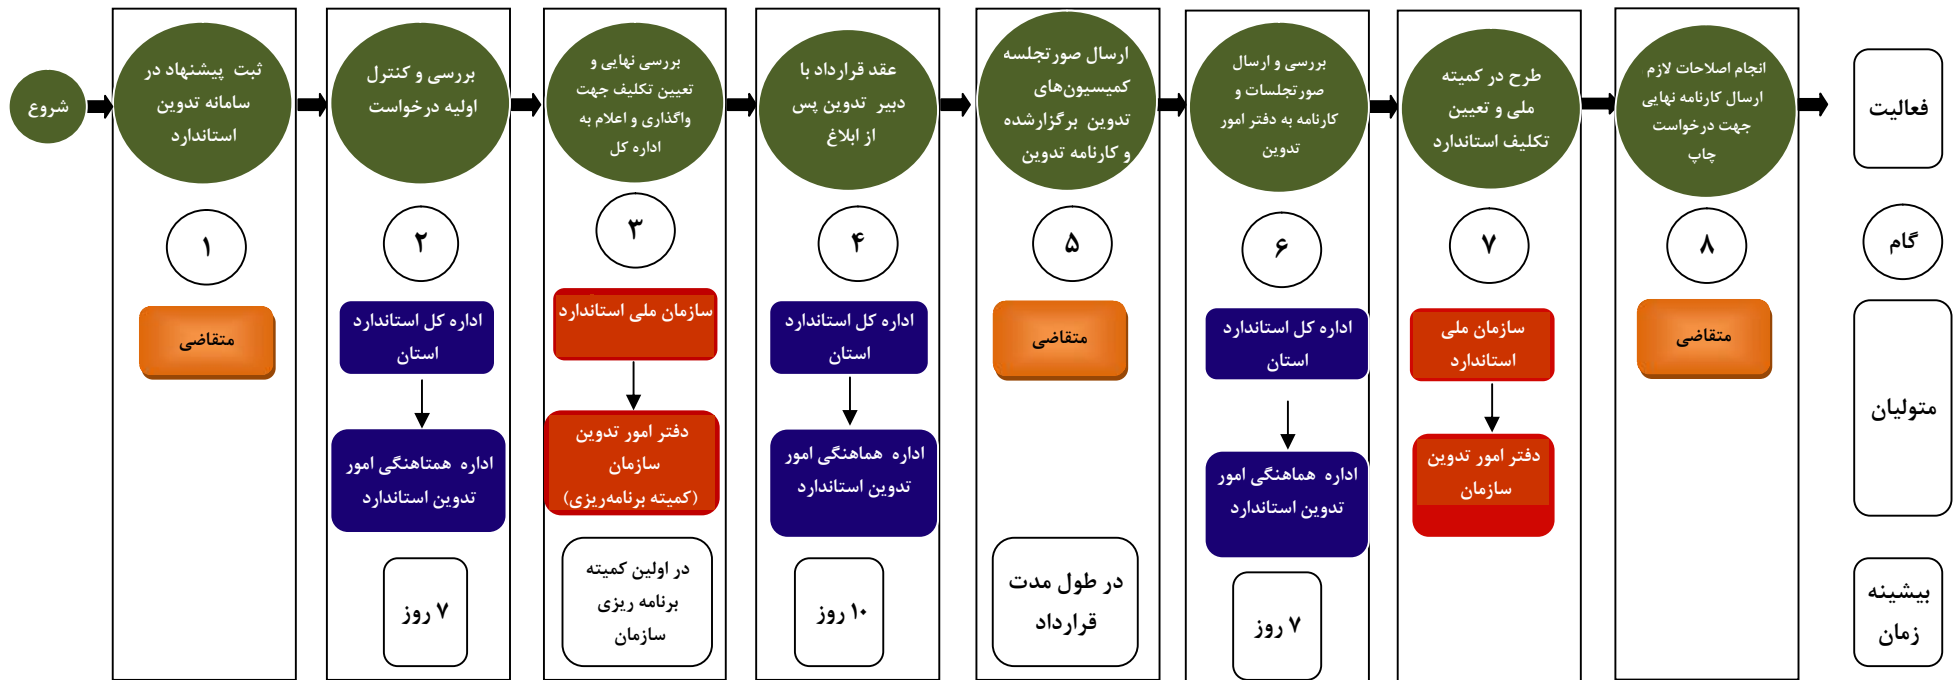 شروع
ثبت پیشنهاد در
سامانه تدوین
استاندارد
۱
متقاضی
بررسی و کنترل
اولیه درخواست
۲
اداره کل استاندارد
استان
اداره همتاهنگی امور
تدوین استاندارد
۷ روز
بررسی نهایی و
تعیین تکلیف جهت
واگذاری و اعلام به
اداره کل
۳
سازمان ملی استاندارد
دفتر امور تدوین
سازمان
(کمیته برنامه‌ریزی)
در اولین کمیته
برنامه ریزی
سازمان
عقد قرارداد با
دبیر تدوین پس
از ابلاغ
۴
اداره کل استاندارد
استان
اداره هماهنگی امور
تدوین استاندارد
۱۰ روز
ارسال صورتجلسه
کمیسیون‌های
تدوین برگزارشده
و کارنامه تدوین
۵
متقاضی
در طول مدت
قرارداد
بررسی و ارسال
صورتجلسات و
کارنامه به دفتر امور
تدوین
۶
اداره کل استاندارد
استان
اداره هماهنگی امور
تدوین استاندارد
۷ روز
طرح در کمیته
ملی و تعیین
تکلیف استاندارد
۷
سازمان ملی
استاندارد
دفتر امور تدوین
سازمان
انجام اصلاحات لازم
ارسال کارنامه نهایی
جهت درخواست
چاپ
۸
متقاضی
فعالیت
گام
متولیان
بیشینه
زمان